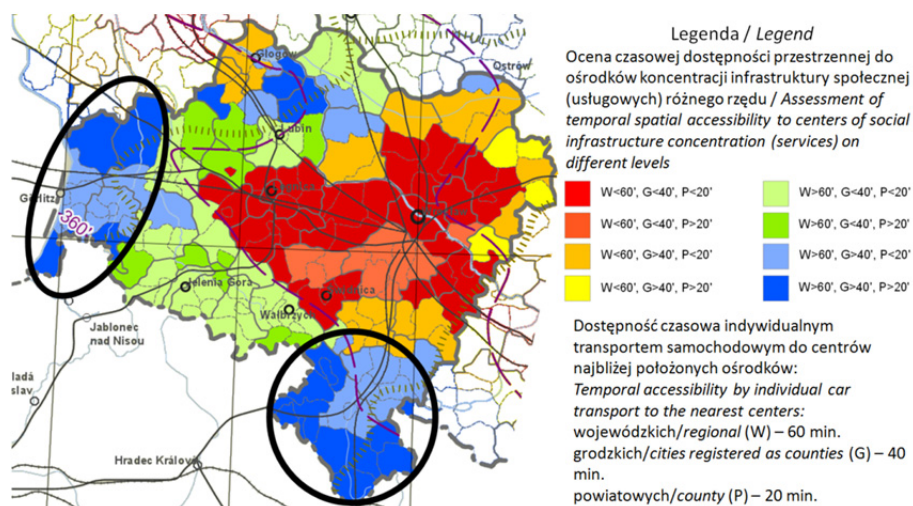 Głogów
Ostrów
Lubin
Görlitz
360'
Jelenia Góra
Wałbrzych
Jablonec
nad Nisou
Mladá
Hradec Králové
Legenda / Legend
Ocena czasowej dostępności przestrzennej do
ośrodków koncentracji infrastruktury społecznej
(usługowych) różnego rzędu / Assessment of
temporal spatial accessibility to centers of social
infrastructure concentration (services) on
different levels
W<60', G<40', P<20'
W>60', G<40', P<20'
W<60', G<40', P>20'
W>60', G<40', P>20'
W<60', G>40', P<20'
W>60', G>40', P<20'
W<60', G>40', P>20'
W>60', G>40', P>20'
Dostępność czasowa indywidualnym
transportem samochodowym do centrów
najbliżej położonych ośrodków:
Temporal accessibility by individual car
transport to the nearest centers:
wojewódzkich/regional (W) – 60 min.
grodzkich/cities registered as counties (G) – 40
min.
powiatowych/county (P) – 20 min.